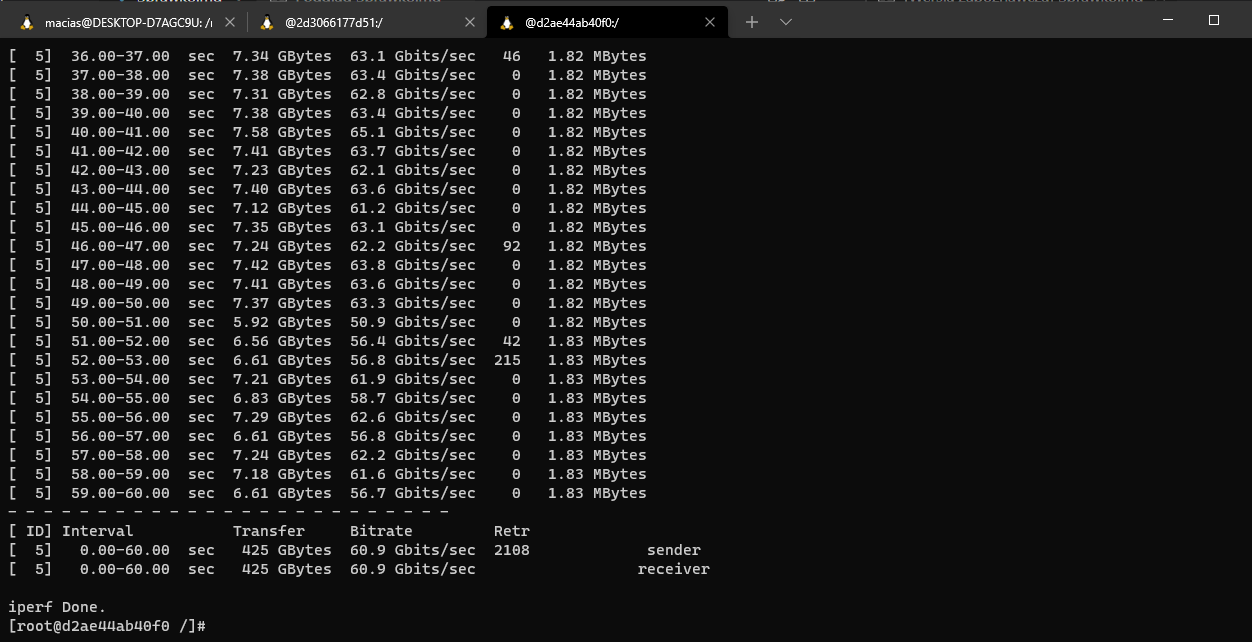 macias@DESKTOP-D7AGC9U: /r
@2d3066177d51:/
@d2ae44ab40f0:/
[  5]  36.00-37.00  sec  7.34 GBytes  63.1 Gbits/sec   46   1.82 MBytes
[  5]  37.00-38.00  sec  7.38 GBytes  63.4 Gbits/sec    0   1.82 MBytes
[  5]  38.00-39.00  sec  7.31 GBytes  62.8 Gbits/sec    0   1.82 MBytes
[  5]  39.00-40.00  sec  7.38 GBytes  63.4 Gbits/sec    0   1.82 MBytes
[  5]  40.00-41.00  sec  7.58 GBytes  65.1 Gbits/sec    0   1.82 MBytes
[  5]  41.00-42.00  sec  7.41 GBytes  63.7 Gbits/sec    0   1.82 MBytes
[  5]  42.00-43.00  sec  7.23 GBytes  62.1 Gbits/sec    0   1.82 MBytes
[  5]  43.00-44.00  sec  7.40 GBytes  63.6 Gbits/sec    0   1.82 MBytes
[  5]  44.00-45.00  sec  7.12 GBytes  61.2 Gbits/sec    0   1.82 MBytes
[  5]  45.00-46.00  sec  7.35 GBytes  63.1 Gbits/sec    0   1.82 MBytes
[  5]  46.00-47.00  sec  7.24 GBytes  62.2 Gbits/sec   92   1.82 MBytes
[  5]  47.00-48.00  sec  7.42 GBytes  63.8 Gbits/sec    0   1.82 MBytes
[  5]  48.00-49.00  sec  7.41 GBytes  63.6 Gbits/sec    0   1.82 MBytes
[  5]  49.00-50.00  sec  7.37 GBytes  63.3 Gbits/sec    0   1.82 MBytes
[  5]  50.00-51.00  sec  5.92 GBytes  50.9 Gbits/sec    0   1.82 MBytes
[  5]  51.00-52.00  sec  6.56 GBytes  56.4 Gbits/sec   42   1.83 MBytes
[  5]  52.00-53.00  sec  6.61 GBytes  56.8 Gbits/sec  215   1.83 MBytes
[  5]  53.00-54.00  sec  7.21 GBytes  61.9 Gbits/sec    0   1.83 MBytes
[  5]  54.00-55.00  sec  6.83 GBytes  58.7 Gbits/sec    0   1.83 MBytes
[  5]  55.00-56.00  sec  7.29 GBytes  62.6 Gbits/sec    0   1.83 MBytes
[  5]  56.00-57.00  sec  6.61 GBytes  56.8 Gbits/sec    0   1.83 MBytes
[  5]  57.00-58.00  sec  7.24 GBytes  62.2 Gbits/sec    0   1.83 MBytes
[  5]  58.00-59.00  sec  7.18 GBytes  61.6 Gbits/sec    0   1.83 MBytes
[  5]  59.00-60.00  sec  6.61 GBytes  56.7 Gbits/sec    0   1.83 MBytes
- - - - - - - - - - - - - - - - - - - - - - - - -
[ ID] Interval           Transfer     Bitrate         Retr
[  5]   0.00-60.00  sec   425 GBytes  60.9 Gbits/sec  2108             sender
[  5]   0.00-60.00  sec   425 GBytes  60.9 Gbits/sec                  receiver
iperf Done.
[root@d2ae44ab40f0 /]#